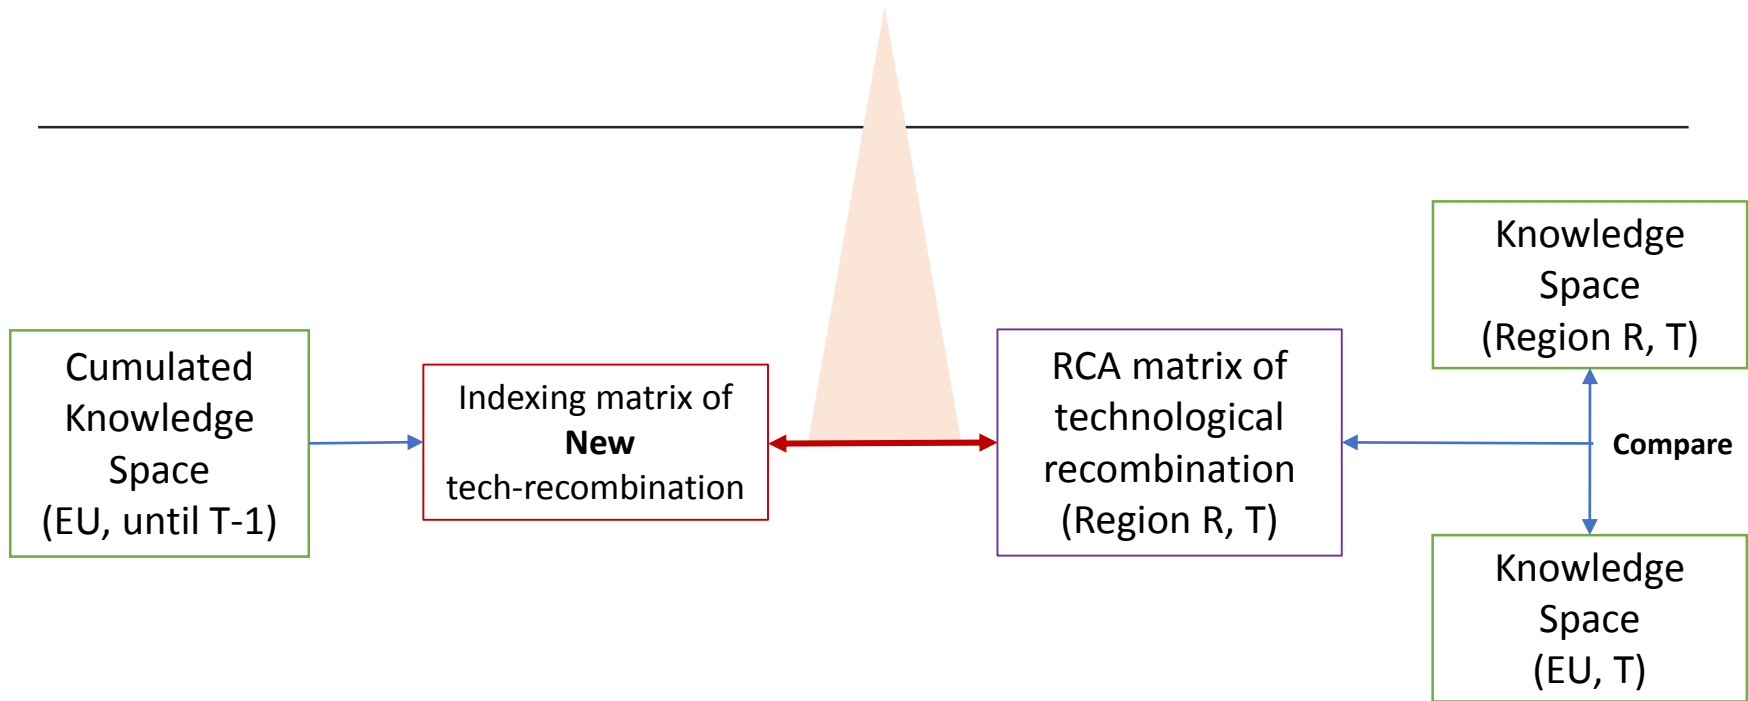 Cumulated
Knowledge
Space
(EU, until T-1)
Indexing matrix of
New
tech-recombination
RCA matrix of
technological
recombination
(Region R, T)
Knowledge
Space
(Region R, T)
Compare
Knowledge
Space
(EU, T)